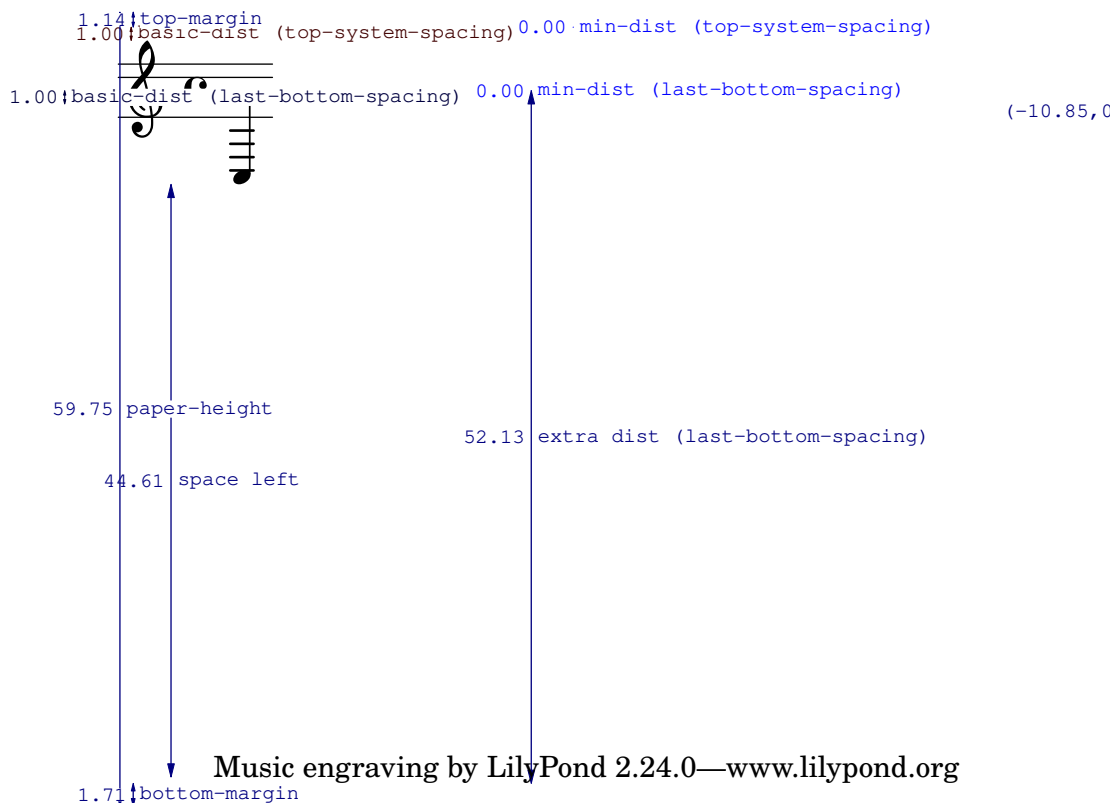 1.14 top-margin
1.00 basic-dist (top-system-spacing)
0.00 min-dist (top-system-spacing)
1.00 basic-dist (last-bottom-spacing)
0.00 min-dist (last-bottom-spacing)
(-10.85,0
59.75 paper-height
52.13 extra dist (last-bottom-spacing)
44.61 space left
Music engraving by LilyPond 2.24.0—www.lilypond.org
1.71 bottom-margin